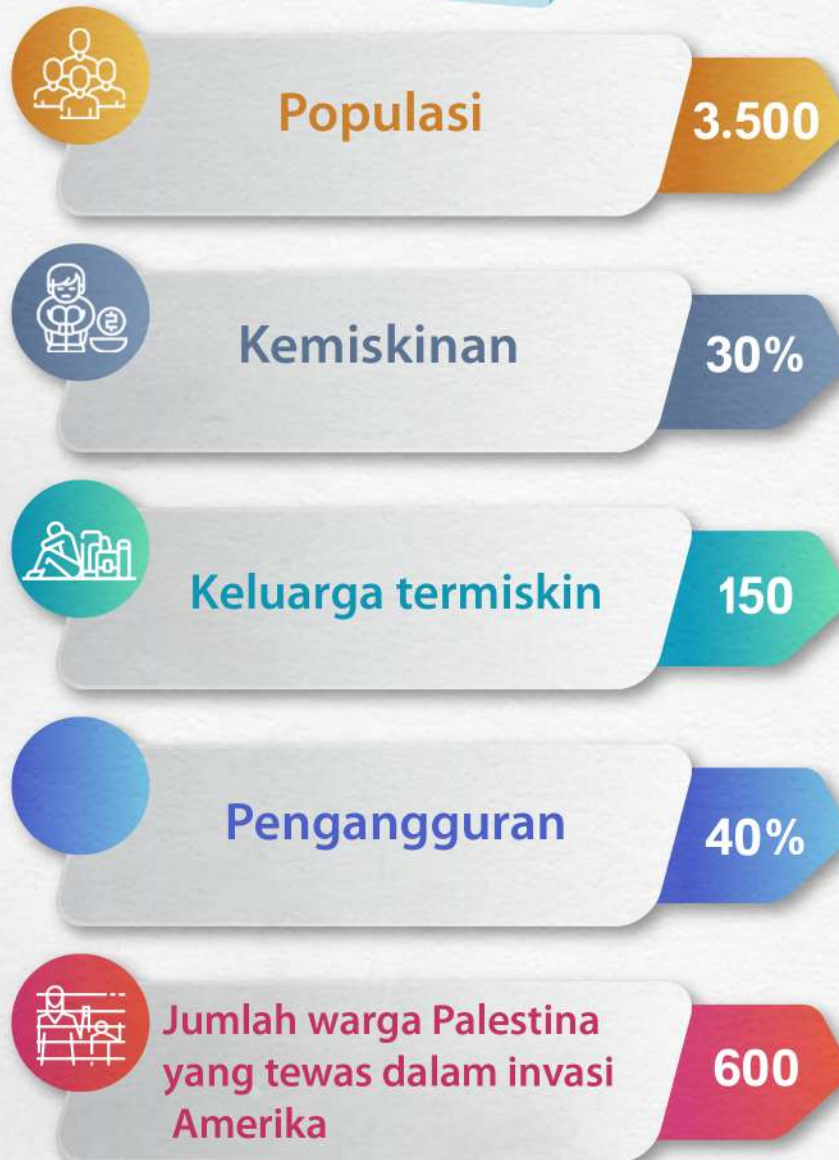 Populasi
3.500
Kemiskinan
30%
Keluarga termiskin
150
Pengangguran
40%
Jumlah warga Palestina
yang tewas dalam invasi
Amerika
600